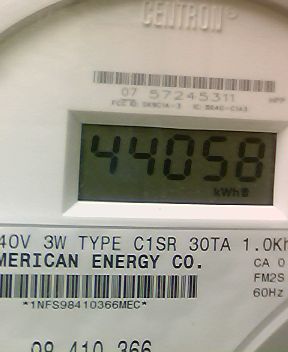 CENTRON®
07 57245311
44058
kWh
40V 3W TYPE C1SR 30TA 1.0Kh
MERICAN ENERGY CO.
CA 0
FM2S
60Hz
*1NFS98410366MEC*
98 410 366